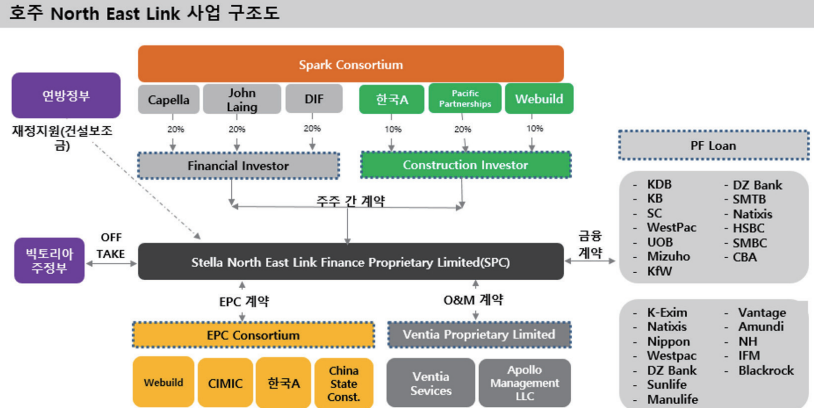 호주 North East Link 사업 구조도
Spark Consortium
연방정부
재정지원(건설보조
금)
Capella
John
Laing
DIF
한국A
Pacific
Partnerships
Webuild
20%
20%
20%
10%
20%
10%
Financial Investor
Construction Investor
PF Loan
주주 간 계약
- KDB
- KB
- SC
- WestPac
- UOB
- Mizuho
- KfW
- DZ Bank
- SMTB
- Natixis
- HSBC
- SMBC
- CBA
빅토리아
주정부
OFF
TAKE
Stella North East Link Finance Proprietary Limited(SPC)
금융
계약
EPC 계약
O&M 계약
EPC Consortium
Ventia Proprietary Limited
- K-Exim
- Natixis
- Nippon
- Westpac
- DZ Bank
- Sunlife
- Manulife
- Vantage
- Amundi
- NH
- IFM
- Blackrock
Webuild
CIMIC
한국A
China
State
Const.
Ventia
Sevices
Apollo
Management
LLC